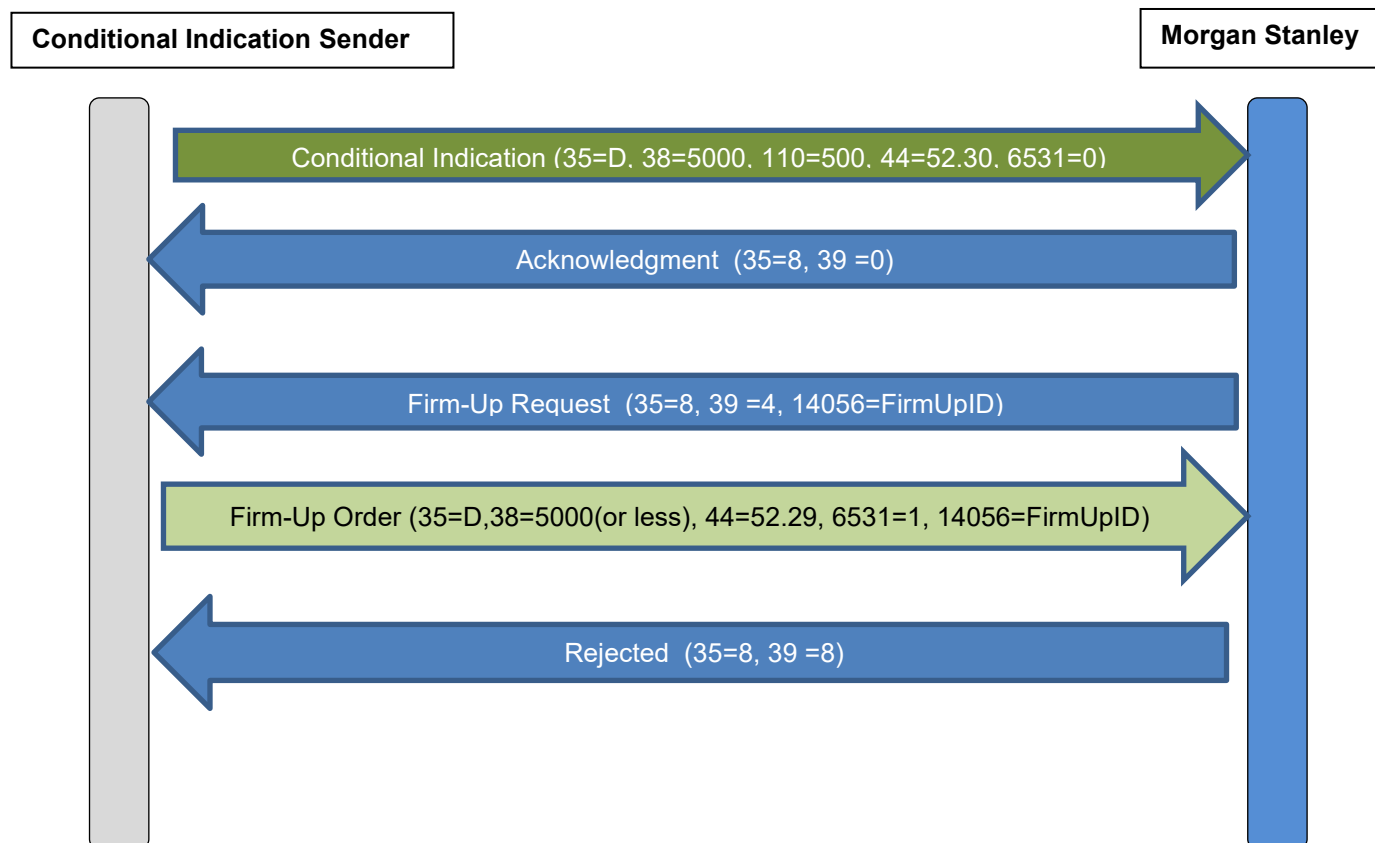 Conditional Indication Sender
Morgan Stanley
Conditional Indication (35=D, 38=5000, 110=500, 44=52.30, 6531=0)
Acknowledgment  (35=8, 39 =0)
Firm-Up Request  (35=8, 39 =4, 14056=FirmUpID)
Firm-Up Order (35=D,38=5000(or less), 44=52.29, 6531=1, 14056=FirmUpID)
Rejected  (35=8, 39 =8)